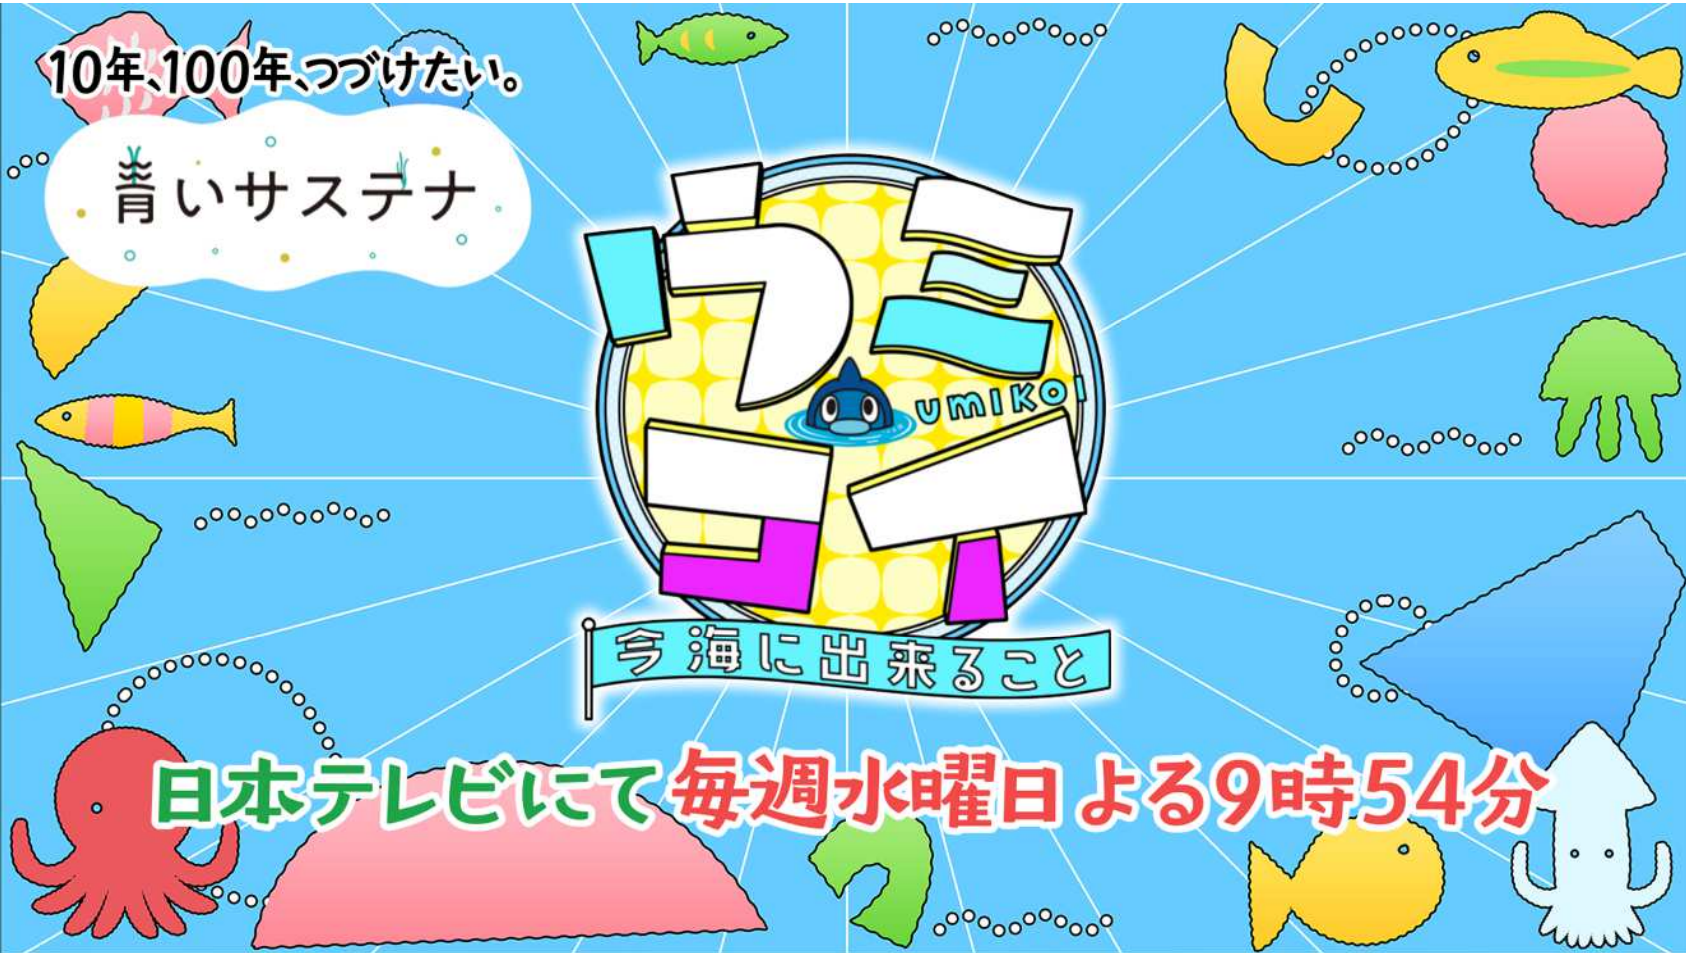 10年、100年、つづけたい。
青いサステナ
ウミ
UMIKOI
コイ
今海に出来ること
日本テレビにて毎週水曜日よる9時54分